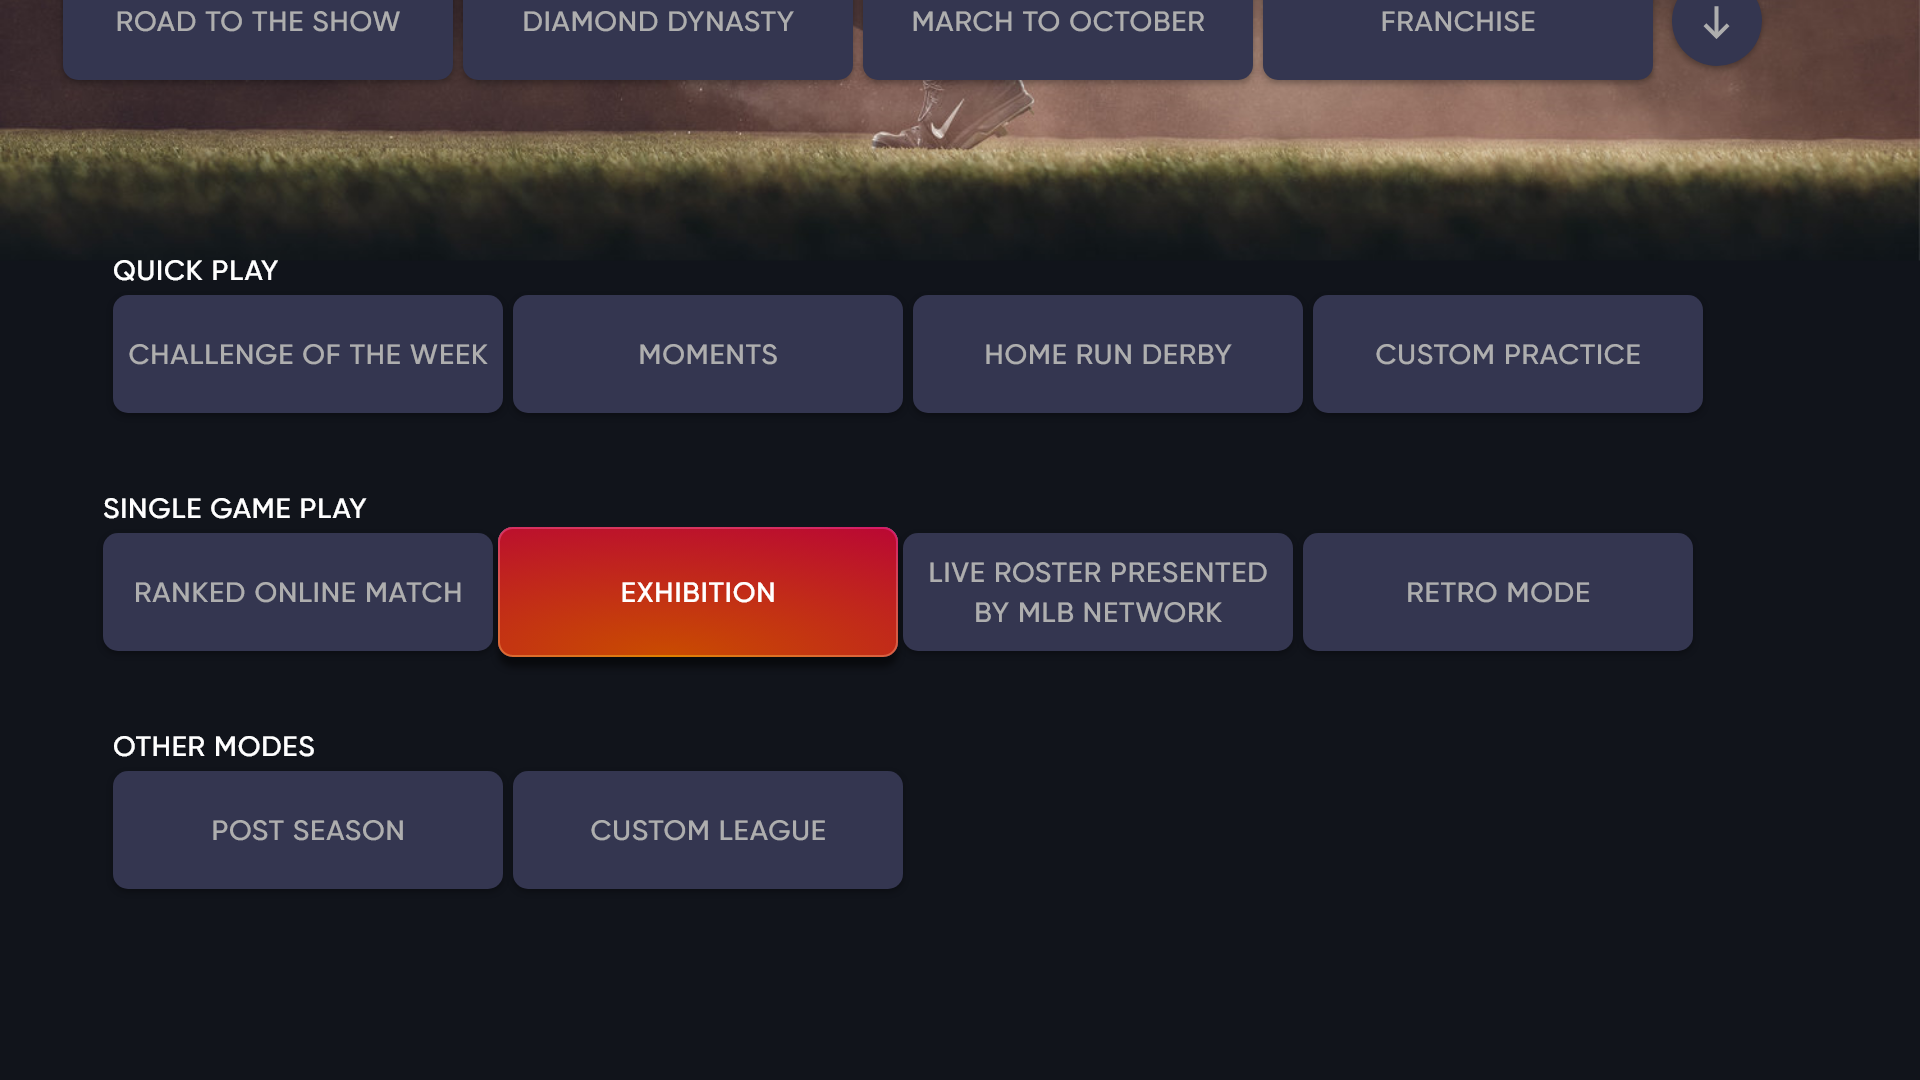 ROAD TO THE SHOW
DIAMOND DYNASTY
MARCH TO OCTOBER
FRANCHISE
QUICK PLAY
CHALLENGE OF THE WEEK
MOMENTS
HOME RUN DERBY
CUSTOM PRACTICE
SINGLE GAME PLAY
RANKED ONLINE MATCH
EXHIBITION
LIVE ROSTER PRESENTED
BY MLB NETWORK
RETRO MODE
OTHER MODES
POST SEASON
CUSTOM LEAGUE